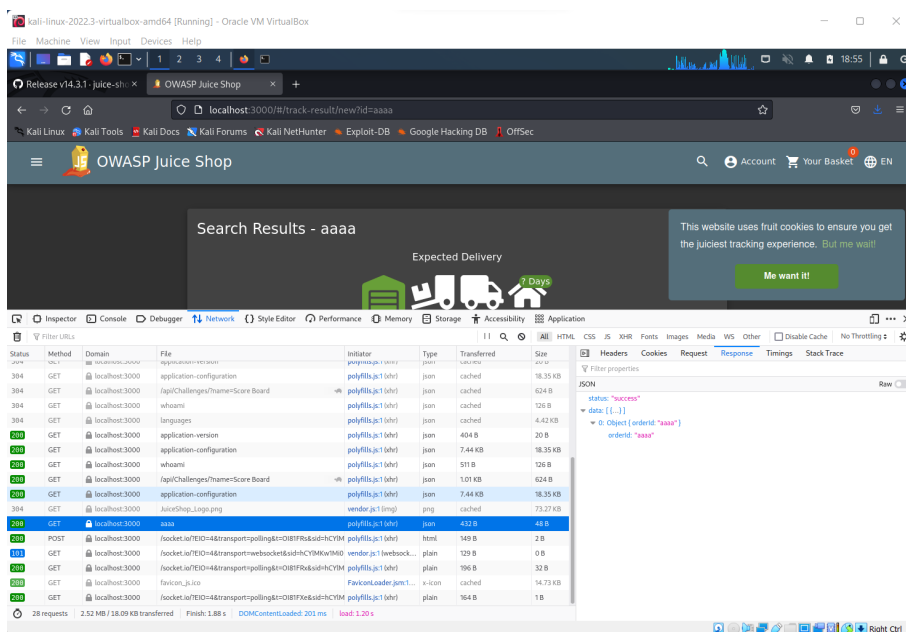 kali-linux-2022.3-virtualbox-amd64 [Running] - Oracle VM VirtualBox
File Machine View Input Devices Help
1 2 3 4 18:55
Release v14.3.1 · juice-sho OWASP Juice Shop
localhost:3000/#/track-result/new?id=aaaa
Kali Linux Kali Tools Kali Docs Kali Forums Kali NetHunter Exploit-DB Google Hacking DB OffSec
OWASP Juice Shop Account Your Basket 0 EN
Search Results - aaaa
Expected Delivery
? Days
This website uses fruit cookies to ensure you get
the juiciest tracking experience. But me wait!
Me want it!
Inspector Console Debugger Network Style Editor Performance Memory Storage Accessibility Application
Filter URLs All HTML CSS JS XHR Fonts Images Media WS Other Disable Cache No Throttling
Status Method Domain File Initiator Type Transferred Size
304 GET localhost:3000 application-version polyfills.js:1 (xhr) json cached 20 B
304 GET localhost:3000 application-configuration polyfills.js:1 (xhr) json cached 18.35 KB
304 GET localhost:3000 /api/Challenges/?name=Score Board polyfills.js:1 (xhr) json cached 624 B
304 GET localhost:3000 whoami polyfills.js:1 (xhr) json cached 126 B
304 GET localhost:3000 languages polyfills.js:1 (xhr) json cached 4.42 KB
200 GET localhost:3000 application-version polyfills.js:1 (xhr) json 404 B 20 B
200 GET localhost:3000 application-configuration polyfills.js:1 (xhr) json 7.44 KB 18.35 KB
200 GET localhost:3000 whoami polyfills.js:1 (xhr) json 511 B 126 B
200 GET localhost:3000 /api/Challenges/?name=Score Board polyfills.js:1 (xhr) json 1.01 KB 624 B
200 GET localhost:3000 application-configuration polyfills.js:1 (xhr) json 7.44 KB 18.35 KB
304 GET localhost:3000 JuiceShop_Logo.png vendor.js:1 (img) png cached 73.27 KB
200 GET localhost:3000 aaaa polyfills.js:1 (xhr) json 432 B 48 B
200 POST localhost:3000 /socket.io/?EIO=4&transport=polling&t=OI81FRs&sid=hCYlM polyfills.js:1 (xhr) html 149 B 2 B
101 GET localhost:3000 /socket.io/?EIO=4&transport=websocket&sid=hCYlMKw1Mi0 vendor.js:1 (websock... plain 129 B 0 B
200 GET localhost:3000 /socket.io/?EIO=4&transport=polling&t=OI81FRx&sid=hCYlM polyfills.js:1 (xhr) plain 196 B 32 B
200 GET localhost:3000 favicon_js.ico FaviconLoader.jsm:1... x-icon cached 14.73 KB
200 GET localhost:3000 /socket.io/?EIO=4&transport=polling&t=OI81FXe&sid=hCYlM polyfills.js:1 (xhr) plain 164 B 1 B
28 requests 2.52 MB / 18.09 KB transferred Finish: 1.88 s DOMContentLoaded: 201 ms load: 1.20 s
Headers Cookies Request Response Timings Stack Trace
Filter properties
JSON Raw
status: "success"
data: [ {…} ]
0: Object { orderId: "aaaa" }
orderId: "aaaa"
Right Ctrl